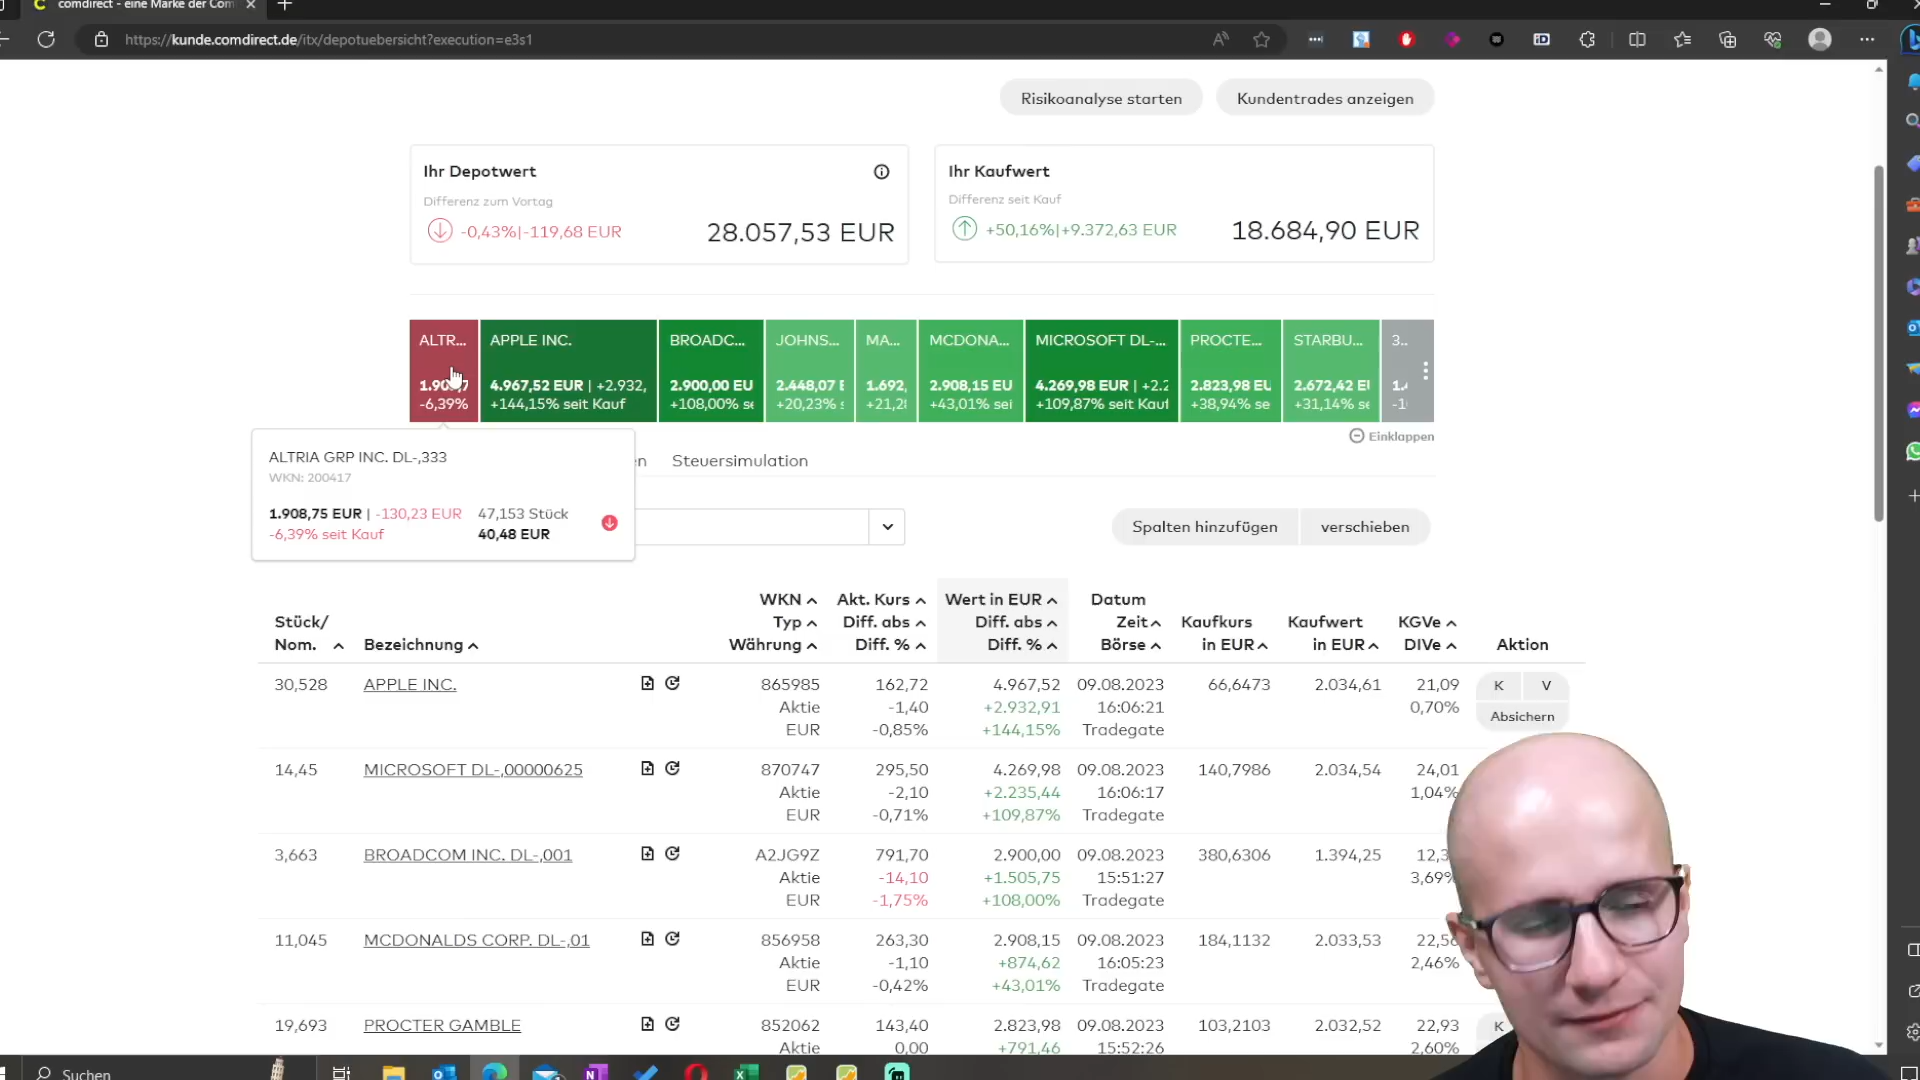 comdirect - eine Marke der Com
https://kunde.comdirect.de/itx/depotuebersicht?execution=e3s1
Risikoanalyse starten
Kundentrades anzeigen
Ihr Depotwert
Differenz zum Vortag
-0,43%|-119,68 EUR
28.057,53 EUR
Ihr Kaufwert
Differenz seit Kauf
+50,16%|+9.372,63 EUR
18.684,90 EUR
ALTR... APPLE INC. BROADC... JOHNS... MA... MCDONA... MICROSOFT DL-... PROCTE... STARBU... 3..
4.967,52 EUR | +2.932, 2.900,00 EU 2.448,07 1.692, 2.908,15 EU 4.269,98 EUR | +2.2 2.823,98 EU 2.672,42
-6,39% +144,15% seit Kauf +108,00% +20,23% +21,2 +43,01% sei +109,87% seit Kauf +38,94% se +31,14%
Einklappen
ALTRIA GRP INC. DL-,333
WKN: 200417
1.908,75 EUR | -130,23 EUR 47,153 Stück
-6,39% seit Kauf 40,48 EUR
Steuersimulation
Spalten hinzufügen
verschieben
WKN Akt. Kurs Wert in EUR Datum
Stück/ Typ Diff. abs Diff. abs Zeit Kaufkurs Kaufwert KGVe
Nom. Bezeichnung Währung Diff. % Diff. % Börse in EUR in EUR DIVe Aktion
30,528 APPLE INC. 865985 162,72 4.967,52 09.08.2023 66,6473 2.034,61 21,09 K V
Aktie -1,40 +2.932,91 16:06:21 0,70% Absichern
EUR -0,85% +144,15% Tradegate
14,45 MICROSOFT DL-,00000625 870747 295,50 4.269,98 09.08.2023 140,7986 2.034,54 24,01
Aktie -2,10 +2.235,44 16:06:17 1,04%
EUR -0,71% +109,87% Tradegate
3,663 BROADCOM INC. DL-,001 A2JG9Z 791,70 2.900,00 09.08.2023 380,6306 1.394,25 12,3
Aktie -14,10 +1.505,75 15:51:27 3,69%
EUR -1,75% +108,00% Tradegate
11,045 MCDONALDS CORP. DL-,01 856958 263,30 2.908,15 09.08.2023 184,1132 2.033,53 22,56
Aktie -1,10 +874,62 16:05:23 2,46%
EUR -0,42% +43,01% Tradegate
19,693 PROCTER GAMBLE 852062 143,40 2.823,98 09.08.2023 103,2103 2.032,52 22,93 K
Aktie 0,00 +791,46 15:52:26 2,60%
Suchen